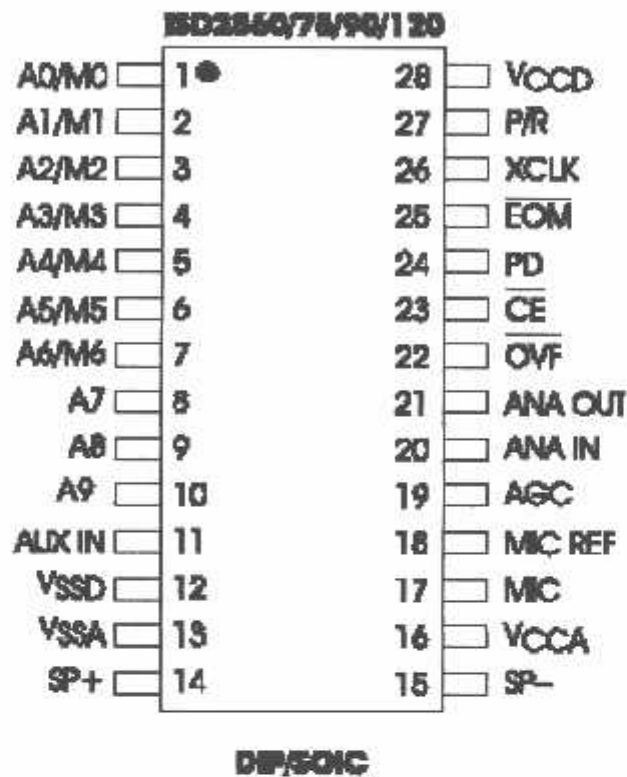 ISD2560/75/90/120
A0/M0 1 28 VCCD
A1/M1 2 27 P/R̅
A2/M2 3 26 XCLK
A3/M3 4 25 E̅O̅M̅
A4/M4 5 24 PD
A5/M5 6 23 C̅E̅
A6/M6 7 22 O̅V̅F̅
A7 8 21 ANA OUT
A8 9 20 ANA IN
A9 10 19 AGC
AUX IN 11 18 MIC REF
VSSD 12 17 MIC
VSSA 13 16 VCCA
SP+ 14 15 SP–
DIP/SOIC